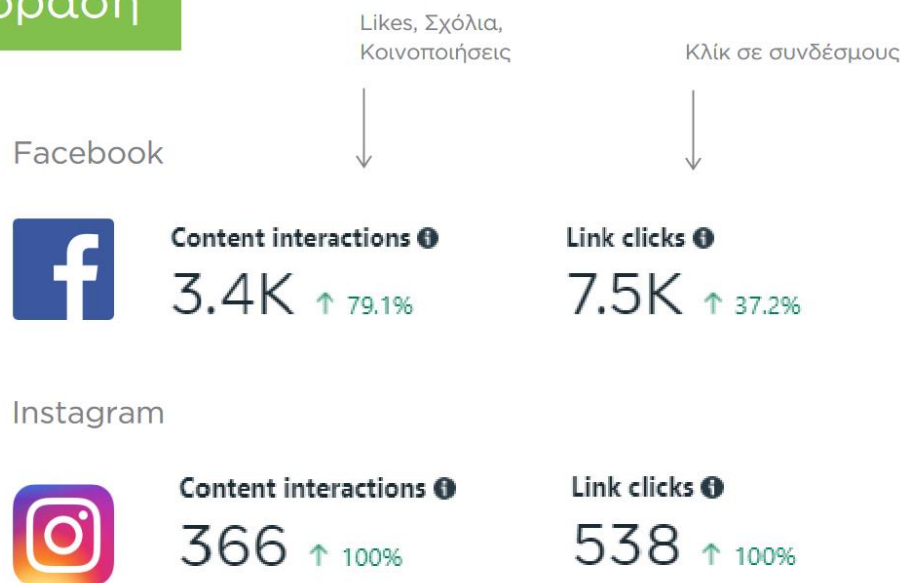 Likes, Σχόλια,
Κοινοποιήσεις
Κλίκ σε συνδέσμους
Facebook
Content interactions
3.4K ↑ 79.1%
Link clicks
7.5K ↑ 37.2%
Instagram
Content interactions
366 ↑ 100%
Link clicks
538 ↑ 100%